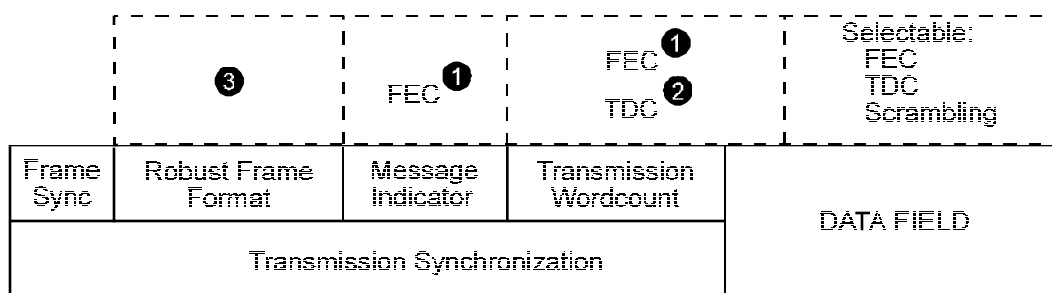 3
FEC 1
FEC 1
TDC 2
Selectable:
FEC
TDC
Scrambling
Frame
Sync
Robust Frame
Format
Message
Indicator
Transmission
Wordcount
DATA FIELD
Transmission Synchronization